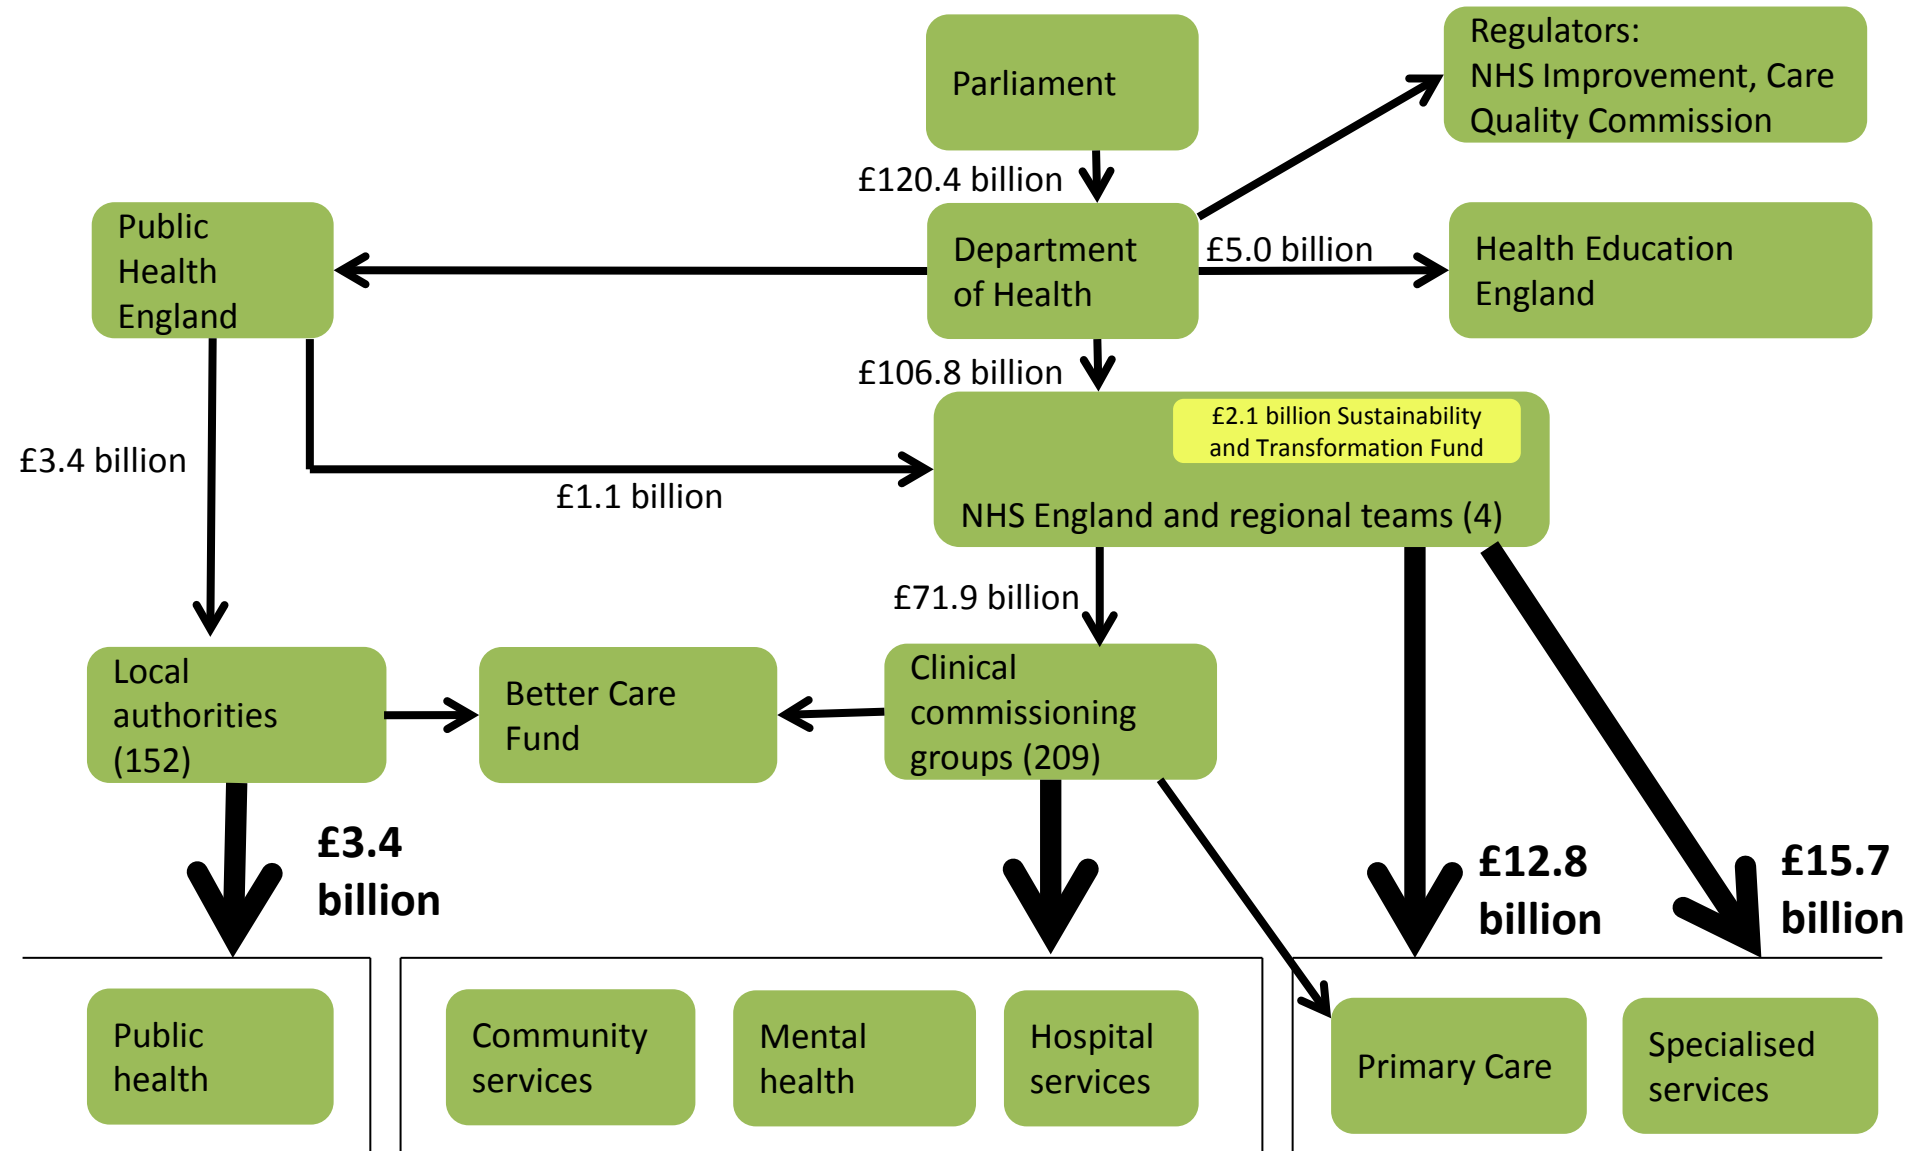 Parliament
Regulators:
NHS Improvement, Care
Quality Commission
£120.4 billion
Public
Health
England
Department
of Health
£5.0 billion
Health Education
England
£106.8 billion
£2.1 billion Sustainability
and Transformation Fund
NHS England and regional teams (4)
£3.4 billion
£1.1 billion
£71.9 billion
Local
authorities
(152)
Better Care
Fund
Clinical
commissioning
groups (209)
£3.4
billion
£12.8
billion
£15.7
billion
Public
health
Community
services
Mental
health
Hospital
services
Primary Care
Specialised
services